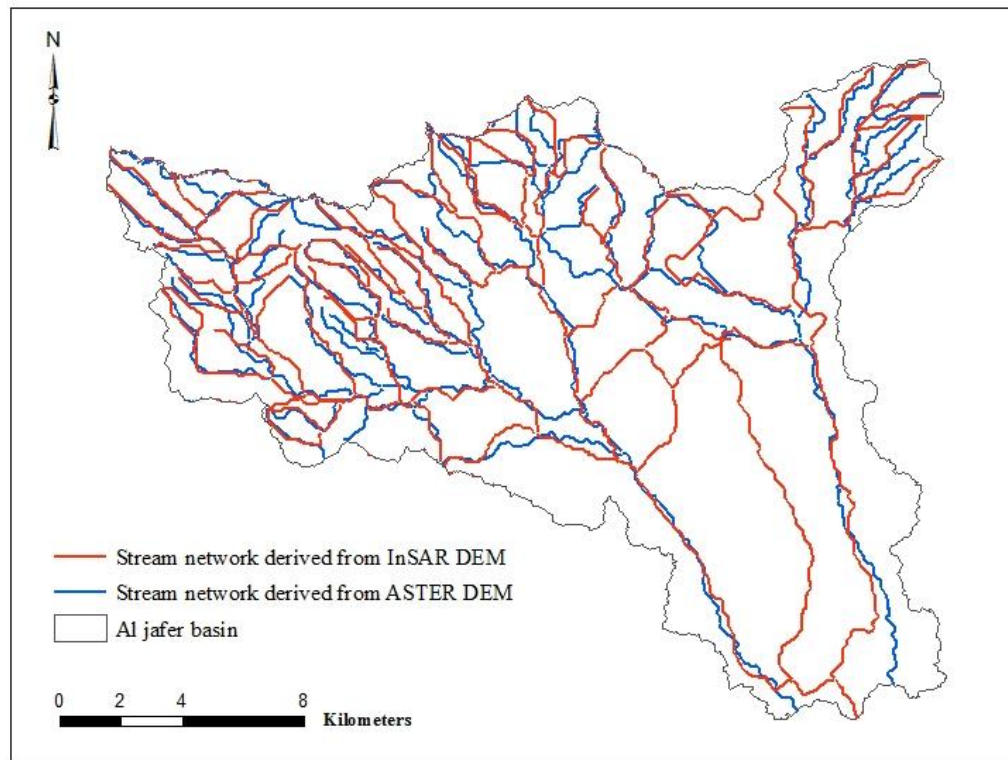 N
Stream network derived from InSAR DEM
Stream network derived from ASTER DEM
Al jafer basin
0 2 4 8
Kilometers